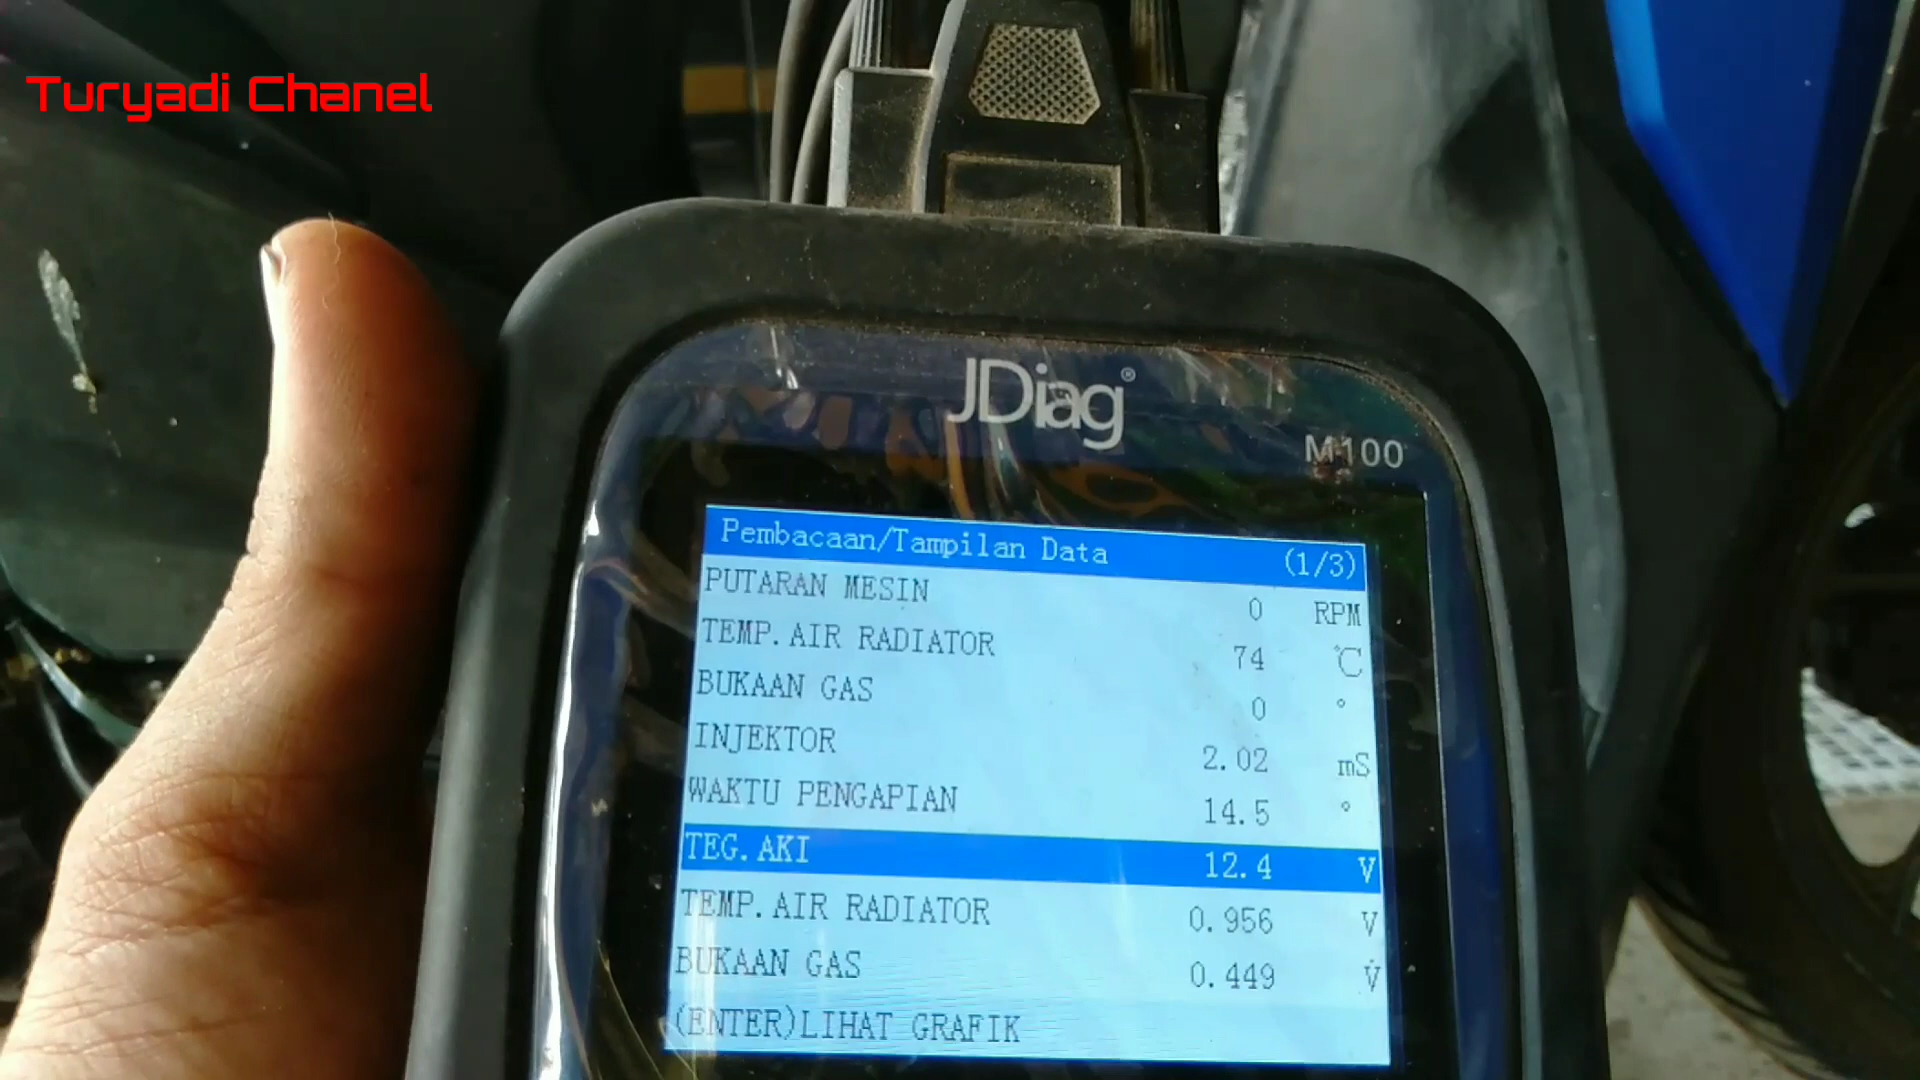 Turyadi Chanel
JDiag®
M100
Pembacaan/Tampilan Data (1/3)
PUTARAN MESIN 0 RPM
TEMP.AIR RADIATOR 74 ℃
BUKAAN GAS 0 °
INJEKTOR 2.02 mS
WAKTU PENGAPIAN 14.5 °
TEG.AKI 12.4 V
TEMP.AIR RADIATOR 0.956 V
BUKAAN GAS 0.449 V
(ENTER)LIHAT GRAFIK